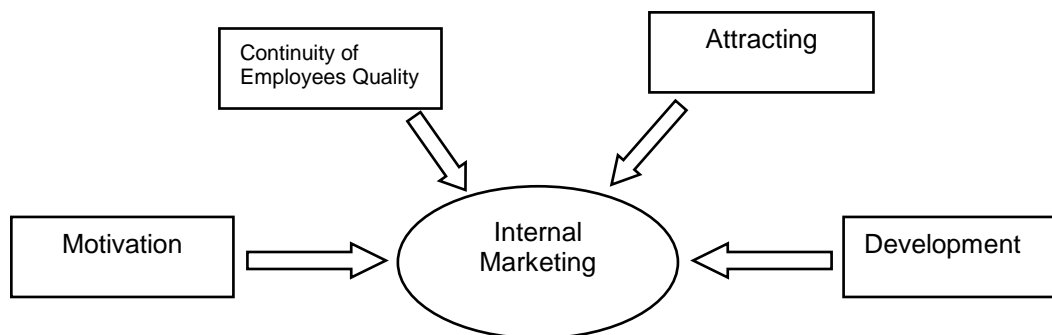 Continuity of
Employees Quality
Attracting
Motivation
Internal
Marketing
Development